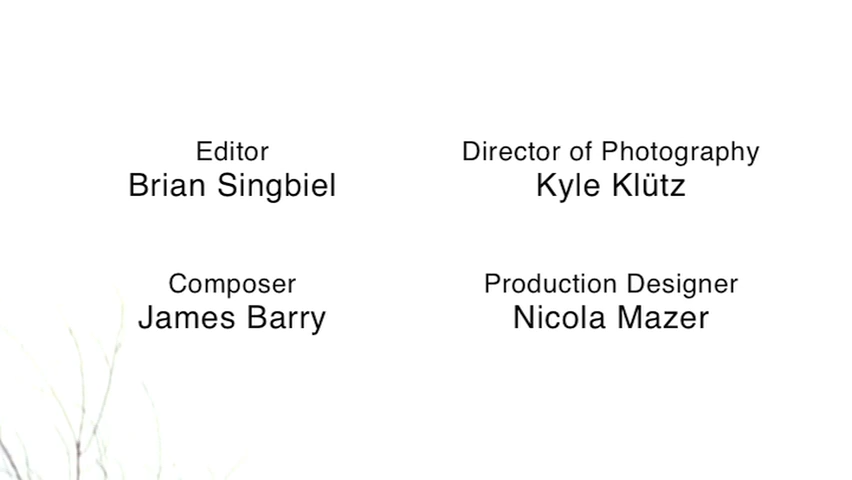 Editor
Brian Singbiel
Director of Photography
Kyle Klütz
Composer
James Barry
Production Designer
Nicola Mazer